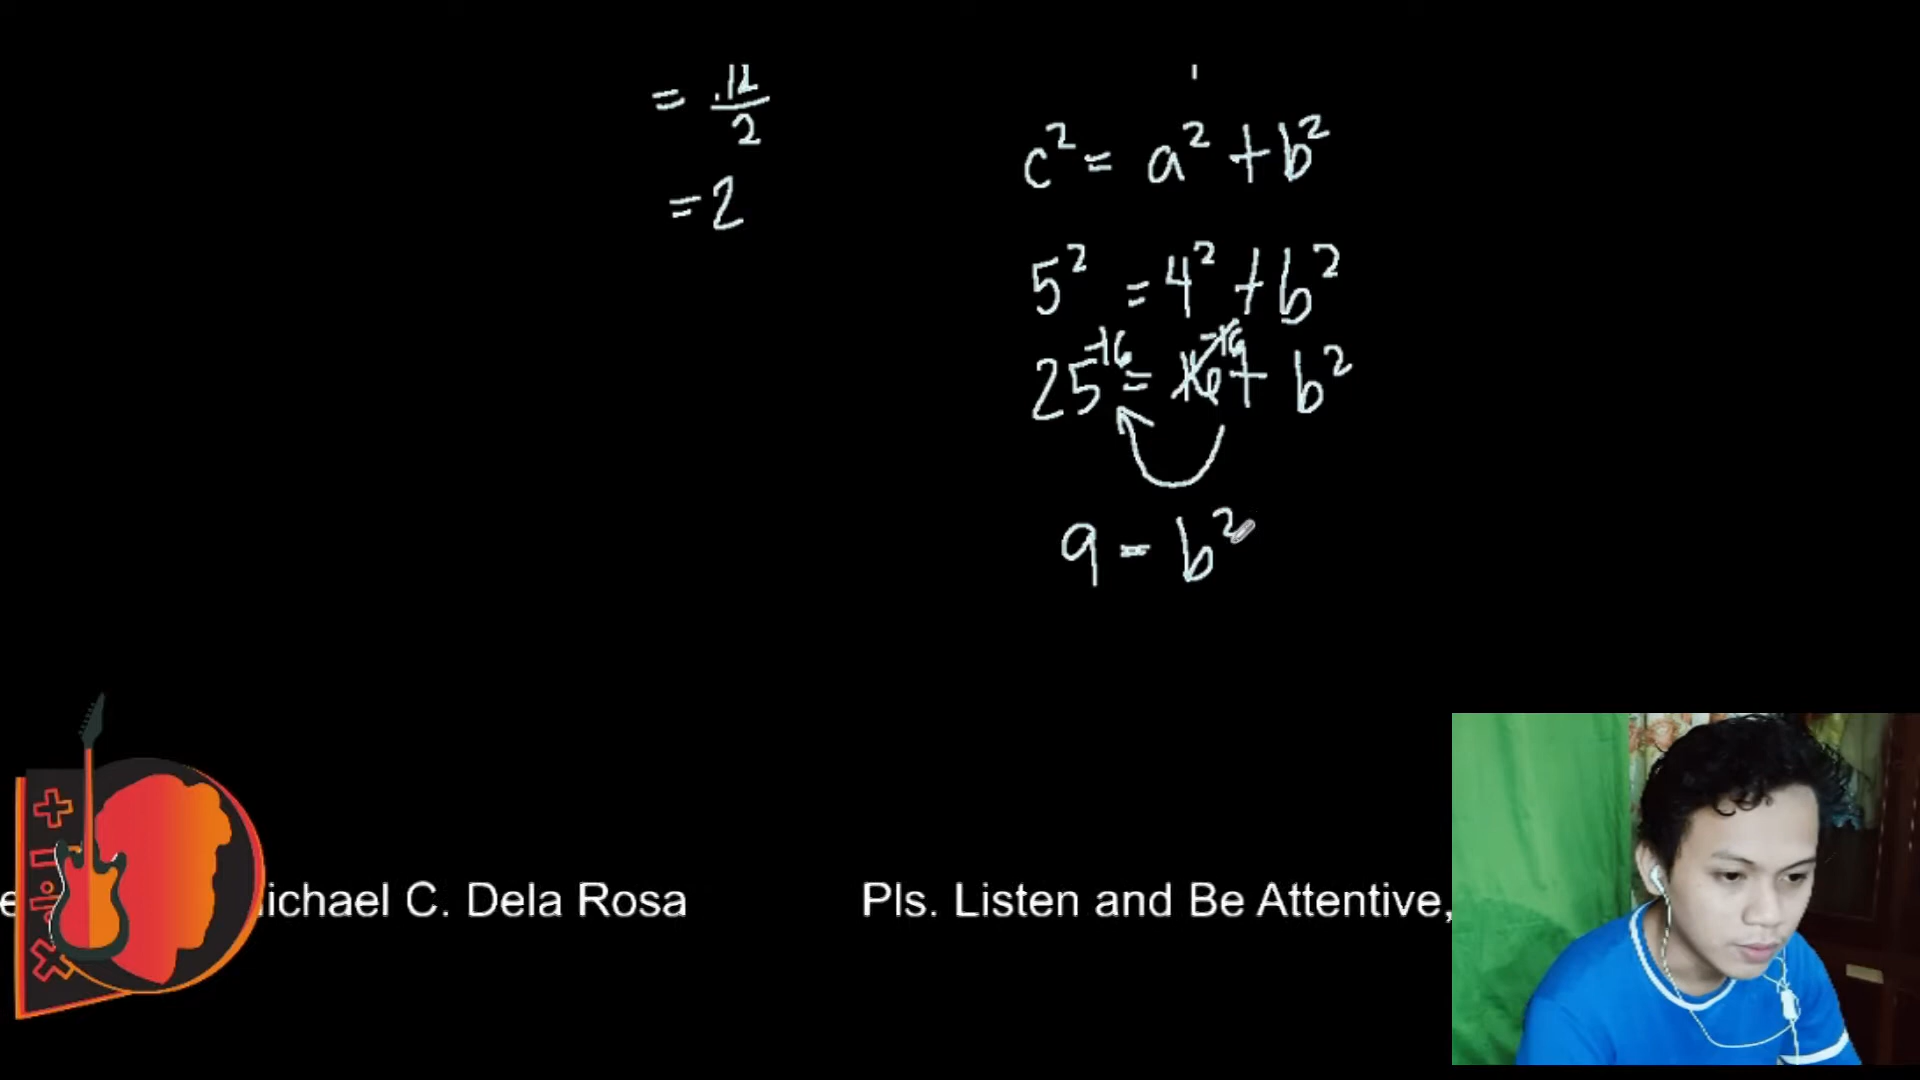 = .12/2
= 2
c² = a² + b²
5² = 4² + b²
25⁻¹⁶ = 16⁻¹⁶ + b²
9 = b²
ichael C. Dela Rosa
Pls. Listen and Be Attentive,